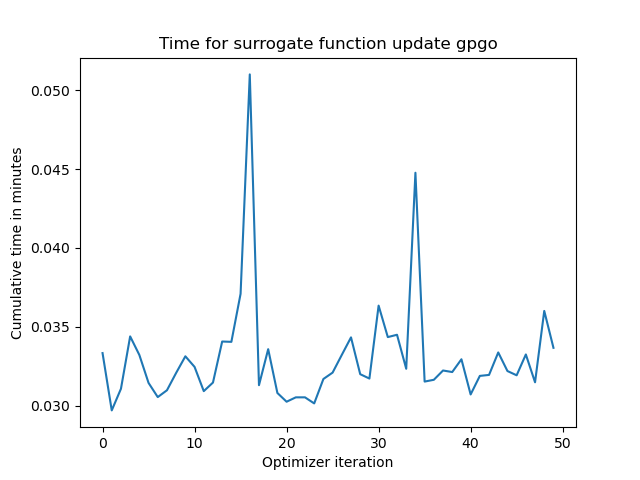 Time for surrogate function update gpgo
0.050
0.045
0.040
0.035
0.030
Cumulative time in minutes
0 10 20 30 40 50
Optimizer iteration